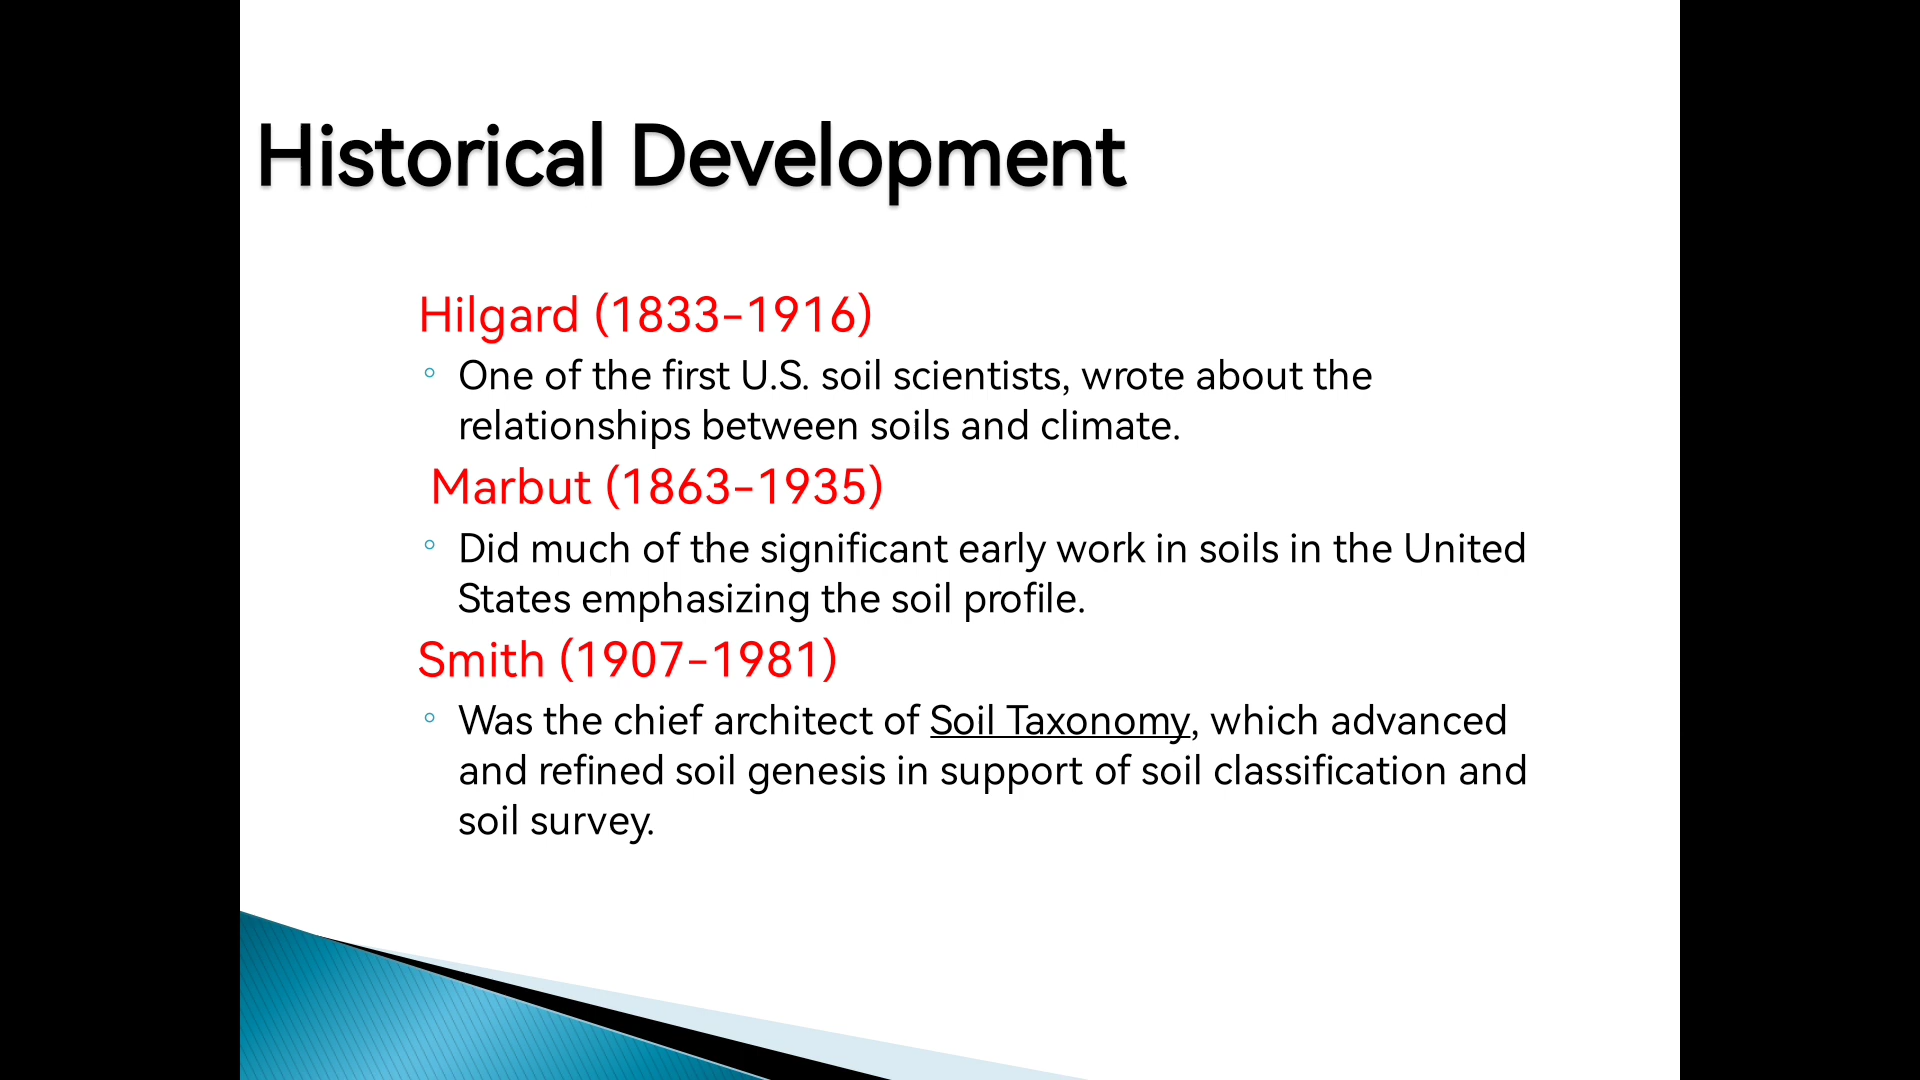 Historical Development
Hilgard (1833-1916)
◦ One of the first U.S. soil scientists, wrote about the
relationships between soils and climate.
Marbut (1863-1935)
◦ Did much of the significant early work in soils in the United
States emphasizing the soil profile.
Smith (1907-1981)
◦ Was the chief architect of Soil Taxonomy, which advanced
and refined soil genesis in support of soil classification and
soil survey.